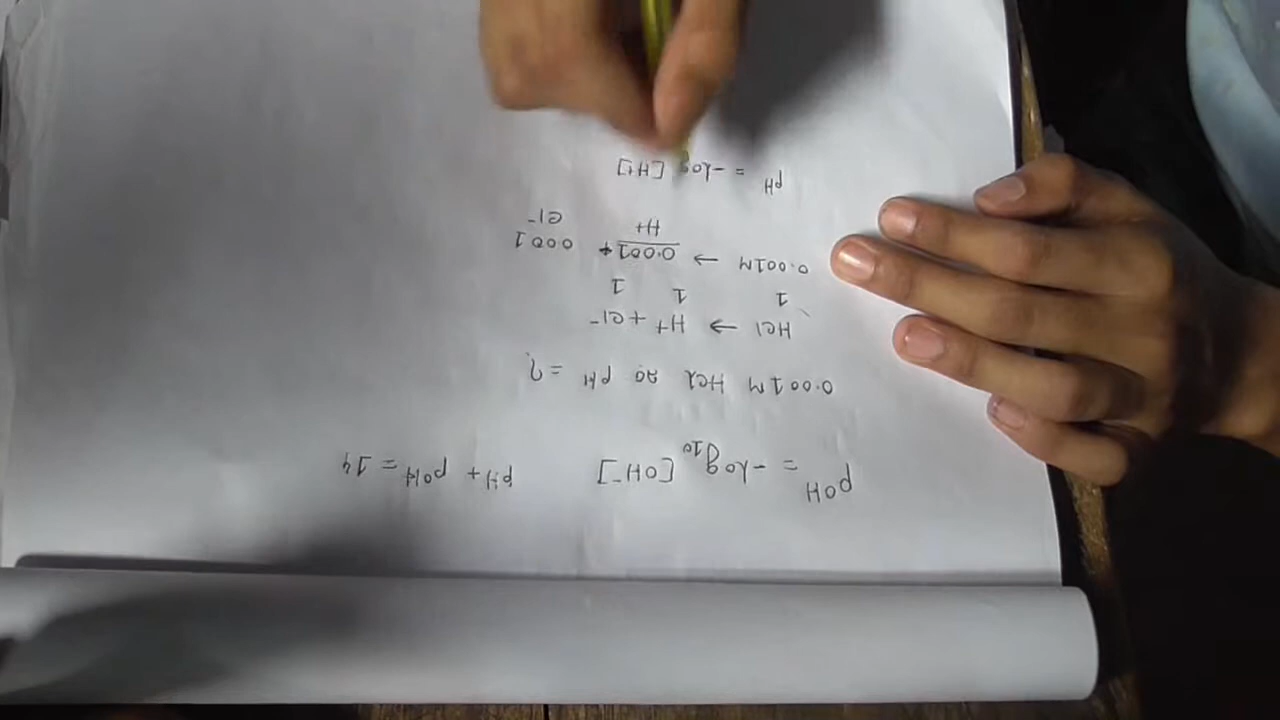 pOH = -log₁₀ [OH⁻] pH + pOH = 14
0.001M HCl ao pH = ?
HCl → H+ + Cl⁻
1 1 1
0.001M → 0.001 + 0.001
H+ Cl⁻
pH = -log [H+]